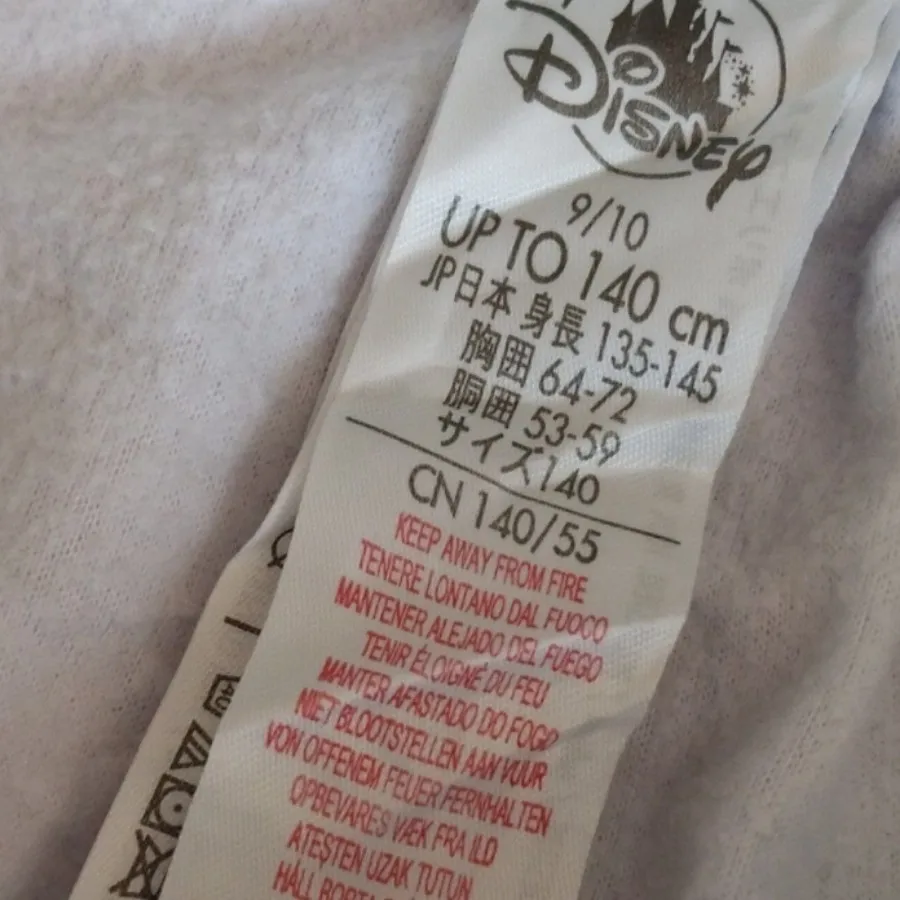 Disney
9/10
UP TO 140 cm
JP日本 身長 135-145
胸囲 64-72
胴囲 53-59
サイズ140
CN 140/55
KEEP AWAY FROM FIRE
TENERE LONTANO DAL FUOCO
MANTENER ALEJADO DEL FUEGO
TENIR ÉLOIGNÉ DU FEU
MANTER AFASTADO DO FOGO
NIET BLOOTSTELLEN AAN VUUR
VON OFFENEM FEUER FERNHALTEN
OPBEVARES VÆK FRA ILD
ATEŞTEN UZAK TUTUN
HÅLL BORTA
40